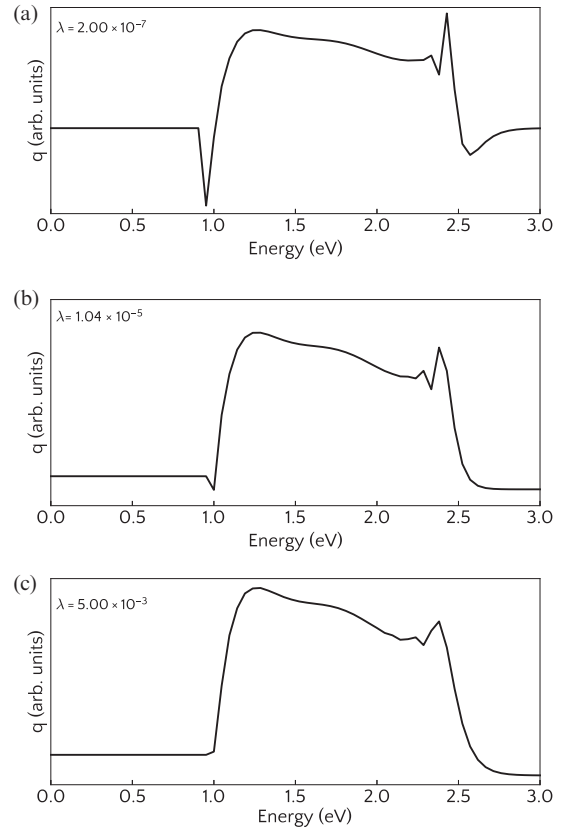 (a)
λ = 2.00 × 10⁻⁷
q (arb. units)
0.0 0.5 1.0 1.5 2.0 2.5 3.0
Energy (eV)
(b)
λ = 1.04 × 10⁻⁵
q (arb. units)
0.0 0.5 1.0 1.5 2.0 2.5 3.0
Energy (eV)
(c)
λ = 5.00 × 10⁻³
q (arb. units)
0.0 0.5 1.0 1.5 2.0 2.5 3.0
Energy (eV)